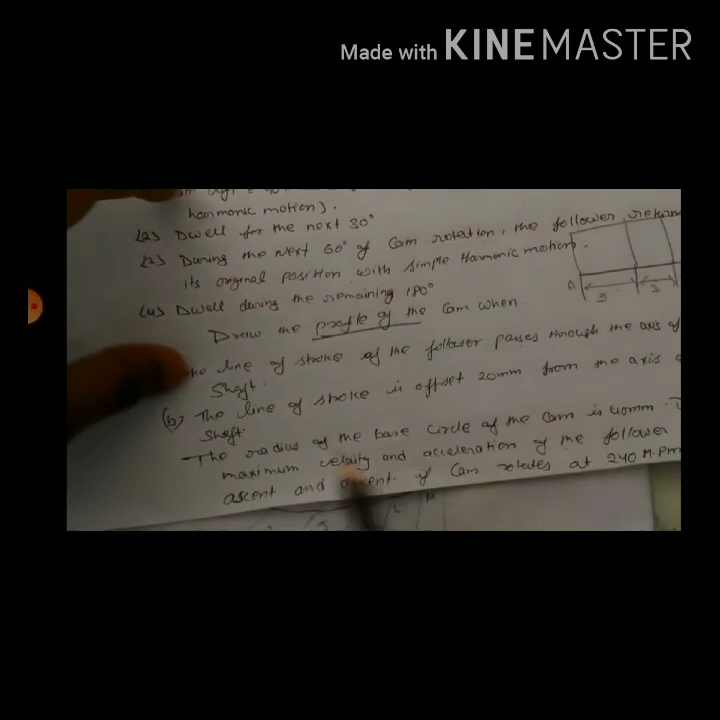 Made with KINEMASTER
harmonic motion).
(2) Dwell for the next 30°
(3) During the next 60° of Cam rotation, the follower return
its original position with simple Harmonic motion.
(4) Dwell during the remaining 180°
Draw the profile of the Cam when.
he line of stroke of the follower passes through the axis of
Shaft.
(b) The line of stroke is offset 20mm from the axis
Shaft.
The radius of the base circle of the Cam is 40mm.
maximum velocity and acceleration of the follower
ascent and if Cam rotates at 240
A